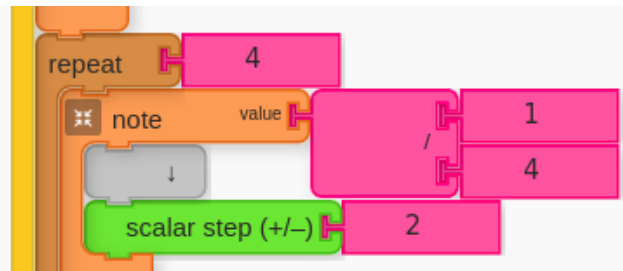 repeat 4
note value / 1
4
↓
scalar step (+/–) 2